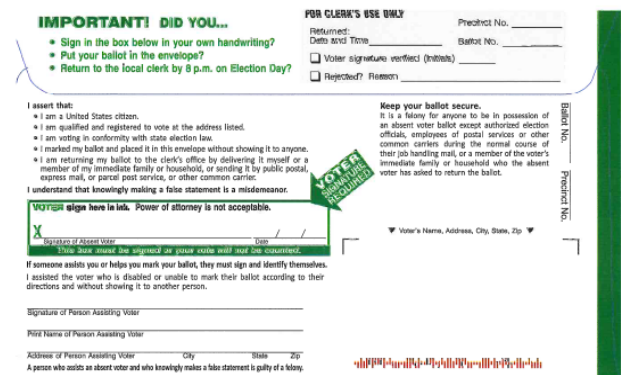 IMPORTANT! DID YOU...
• Sign in the box below in your own handwriting?
• Put your ballot in the envelope?
• Return to the local clerk by 8 p.m. on Election Day?
FOR CLERK'S USE ONLY
Precinct No.
Returned:
Date and Time
Ballot No.
Voter signature verified (initials)
Rejected? Reason
I assert that:
• I am a United States citizen.
• I am qualified and registered to vote at the address listed.
• I am voting in conformity with state election law.
• I marked my ballot and placed it in this envelope without showing it to anyone.
• I am returning my ballot to the clerk's office by delivering it myself or a
member of my immediate family or household, or sending it by public postal,
express mail, or parcel post service, or other common carrier.
I understand that knowingly making a false statement is a misdemeanor.
VOTER SIGNATURE REQUIRED
VOTER sign here in ink. Power of attorney is not acceptable.
X
/ /
Signature of Absent Voter Date
This box must be signed or your vote will not be counted.
If someone assists you or helps you mark your ballot, they must sign and identify themselves.
I assisted the voter who is disabled or unable to mark their ballot according to their
directions and without showing it to another person.
Signature of Person Assisting Voter
Print Name of Person Assisting Voter
Address of Person Assisting Voter City State Zip
A person who assists an absent voter and who knowingly makes a false statement is guilty of a felony.
Keep your ballot secure.
It is a felony for anyone to be in possession of
an absent voter ballot except authorized election
officials, employees of postal services or other
common carriers during the normal course of
their job handling mail, or a member of the voter's
immediate family or household who the absent
voter has asked to return the ballot.
Ballot No. Precinct No.
▼ Voter's Name, Address, City, State, Zip ▼